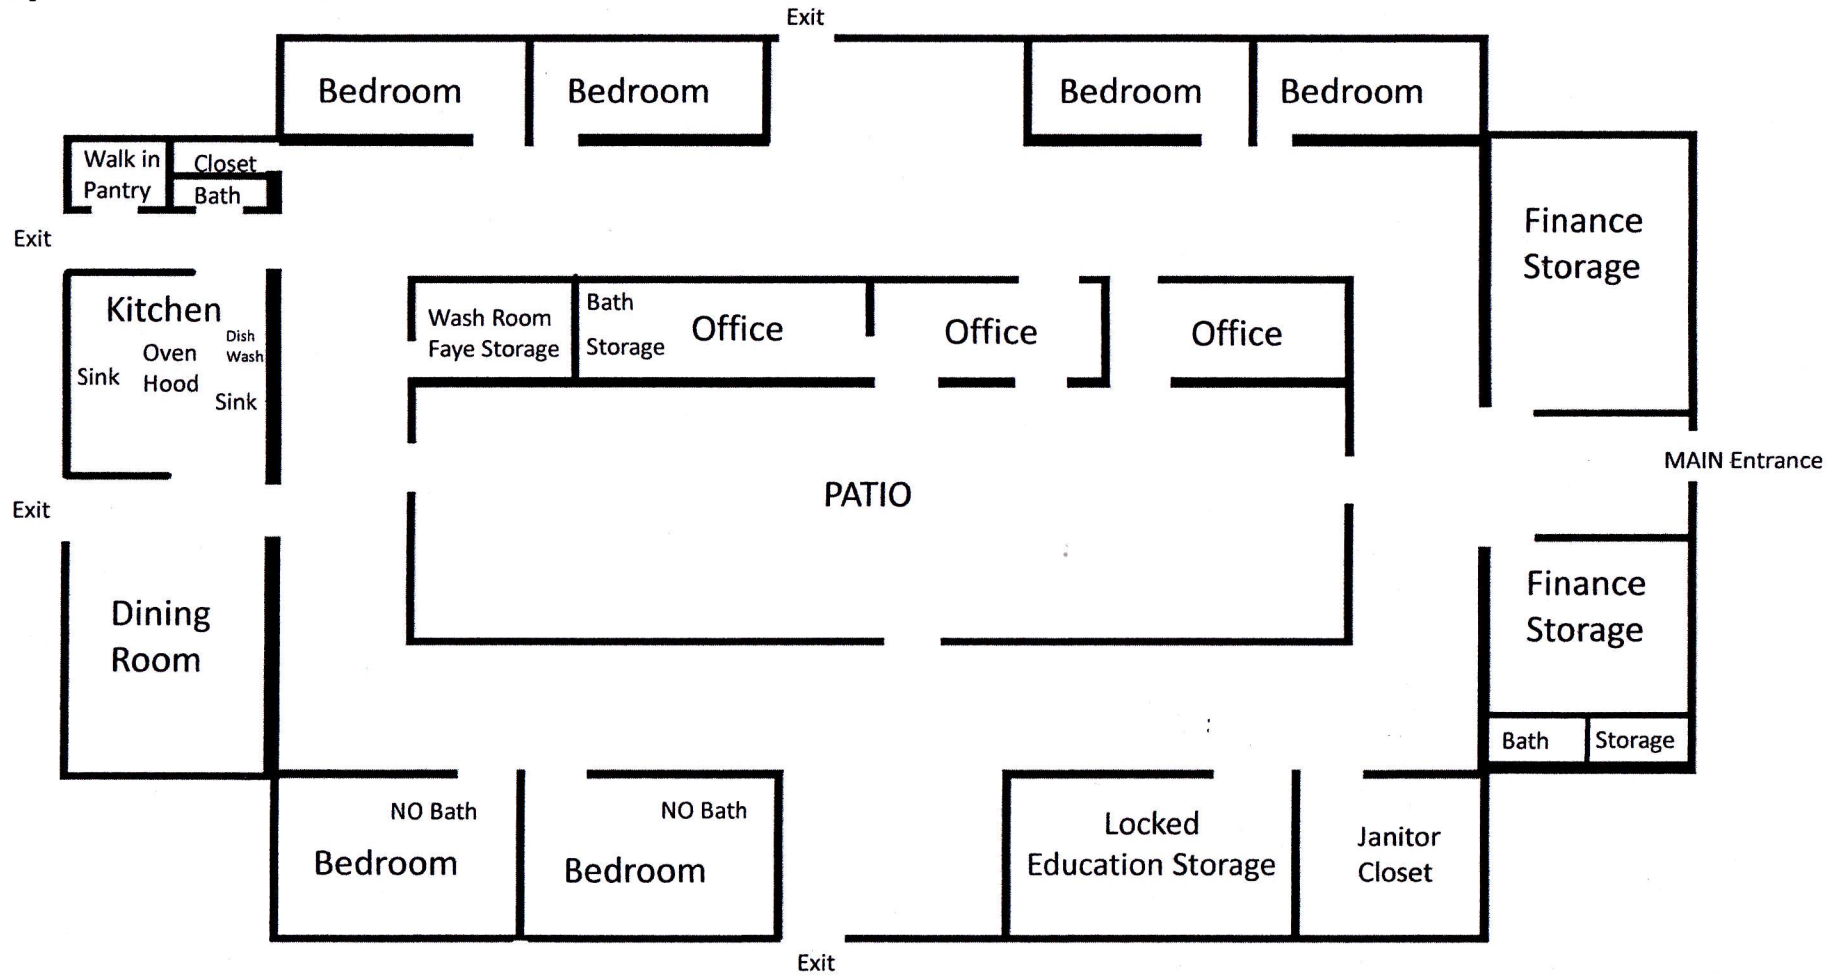 Exit
Bedroom
Bedroom
Bedroom
Bedroom
Walk in
Pantry
Closet
Bath
Exit
Finance
Storage
Kitchen
Dish
Wash
Oven
Hood
Sink
Sink
Wash Room
Faye Storage
Bath
Storage
Office
Office
Office
MAIN Entrance
PATIO
Exit
Dining
Room
Finance
Storage
Bath
Storage
NO Bath
Bedroom
NO Bath
Bedroom
Locked
Education Storage
Janitor
Closet
Exit